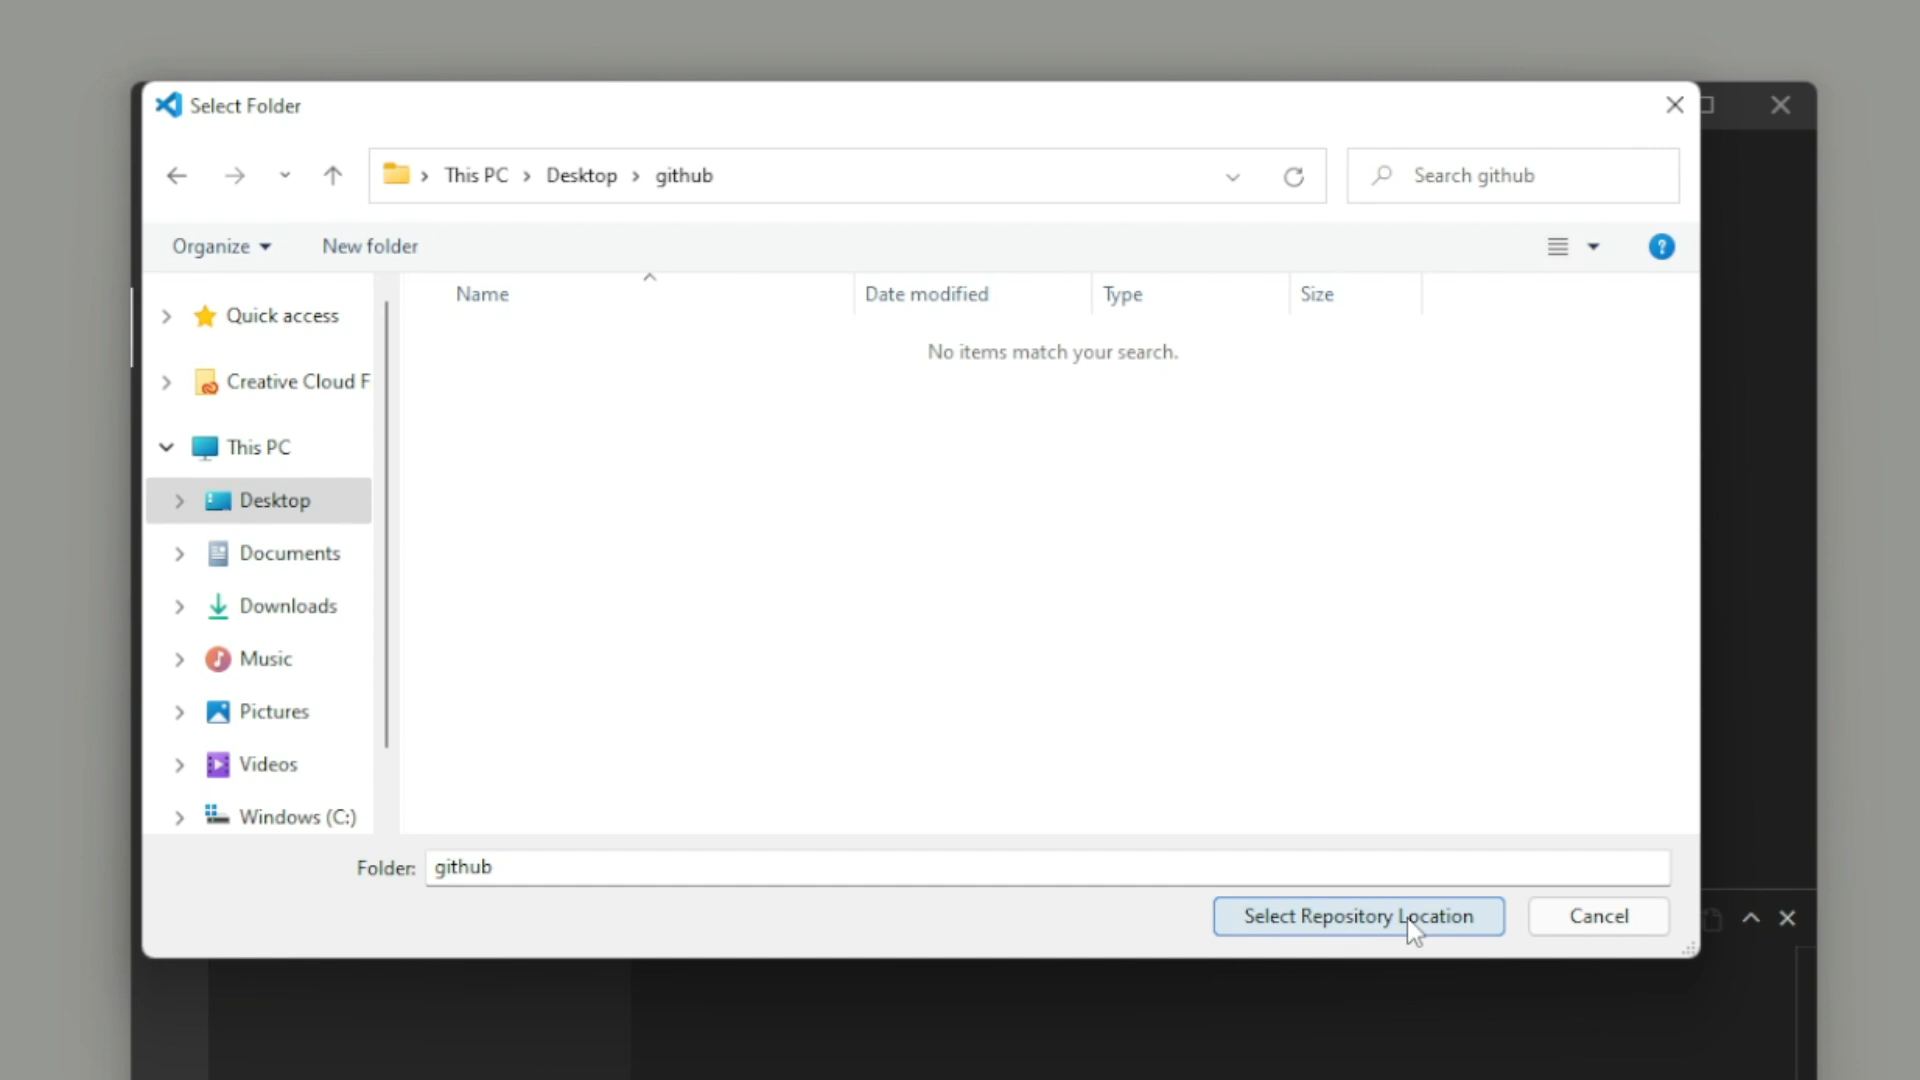 Select Folder
This PC > Desktop > github
Search github
Organize
New folder
Name
Date modified
Type
Size
No items match your search.
Quick access
Creative Cloud F
This PC
Desktop
Documents
Downloads
Music
Pictures
Videos
Windows (C:)
Folder: github
Select Repository Location
Cancel